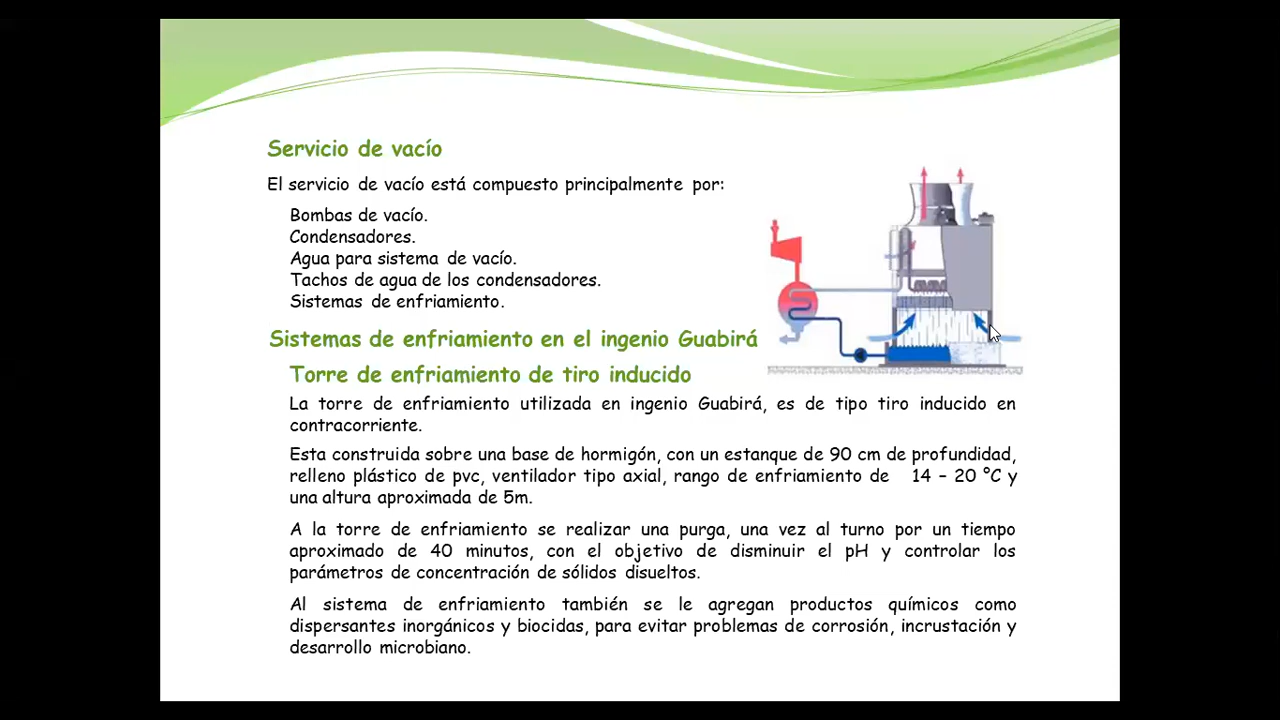 Servicio de vacío
El servicio de vacío está compuesto principalmente por:
Bombas de vacío.
Condensadores.
Agua para sistema de vacío.
Tachos de agua de los condensadores.
Sistemas de enfriamiento.
Sistemas de enfriamiento en el ingenio Guabirá
Torre de enfriamiento de tiro inducido
La torre de enfriamiento utilizada en ingenio Guabirá, es de tipo tiro inducido en
contracorriente.
Esta construida sobre una base de hormigón, con un estanque de 90 cm de profundidad,
relleno plástico de pvc, ventilador tipo axial, rango de enfriamiento de 14 – 20 °C y
una altura aproximada de 5m.
A la torre de enfriamiento se realizar una purga, una vez al turno por un tiempo
aproximado de 40 minutos, con el objetivo de disminuir el pH y controlar los
parámetros de concentración de sólidos disueltos.
Al sistema de enfriamiento también se le agregan productos químicos como
dispersantes inorgánicos y biocidas, para evitar problemas de corrosión, incrustación y
desarrollo microbiano.